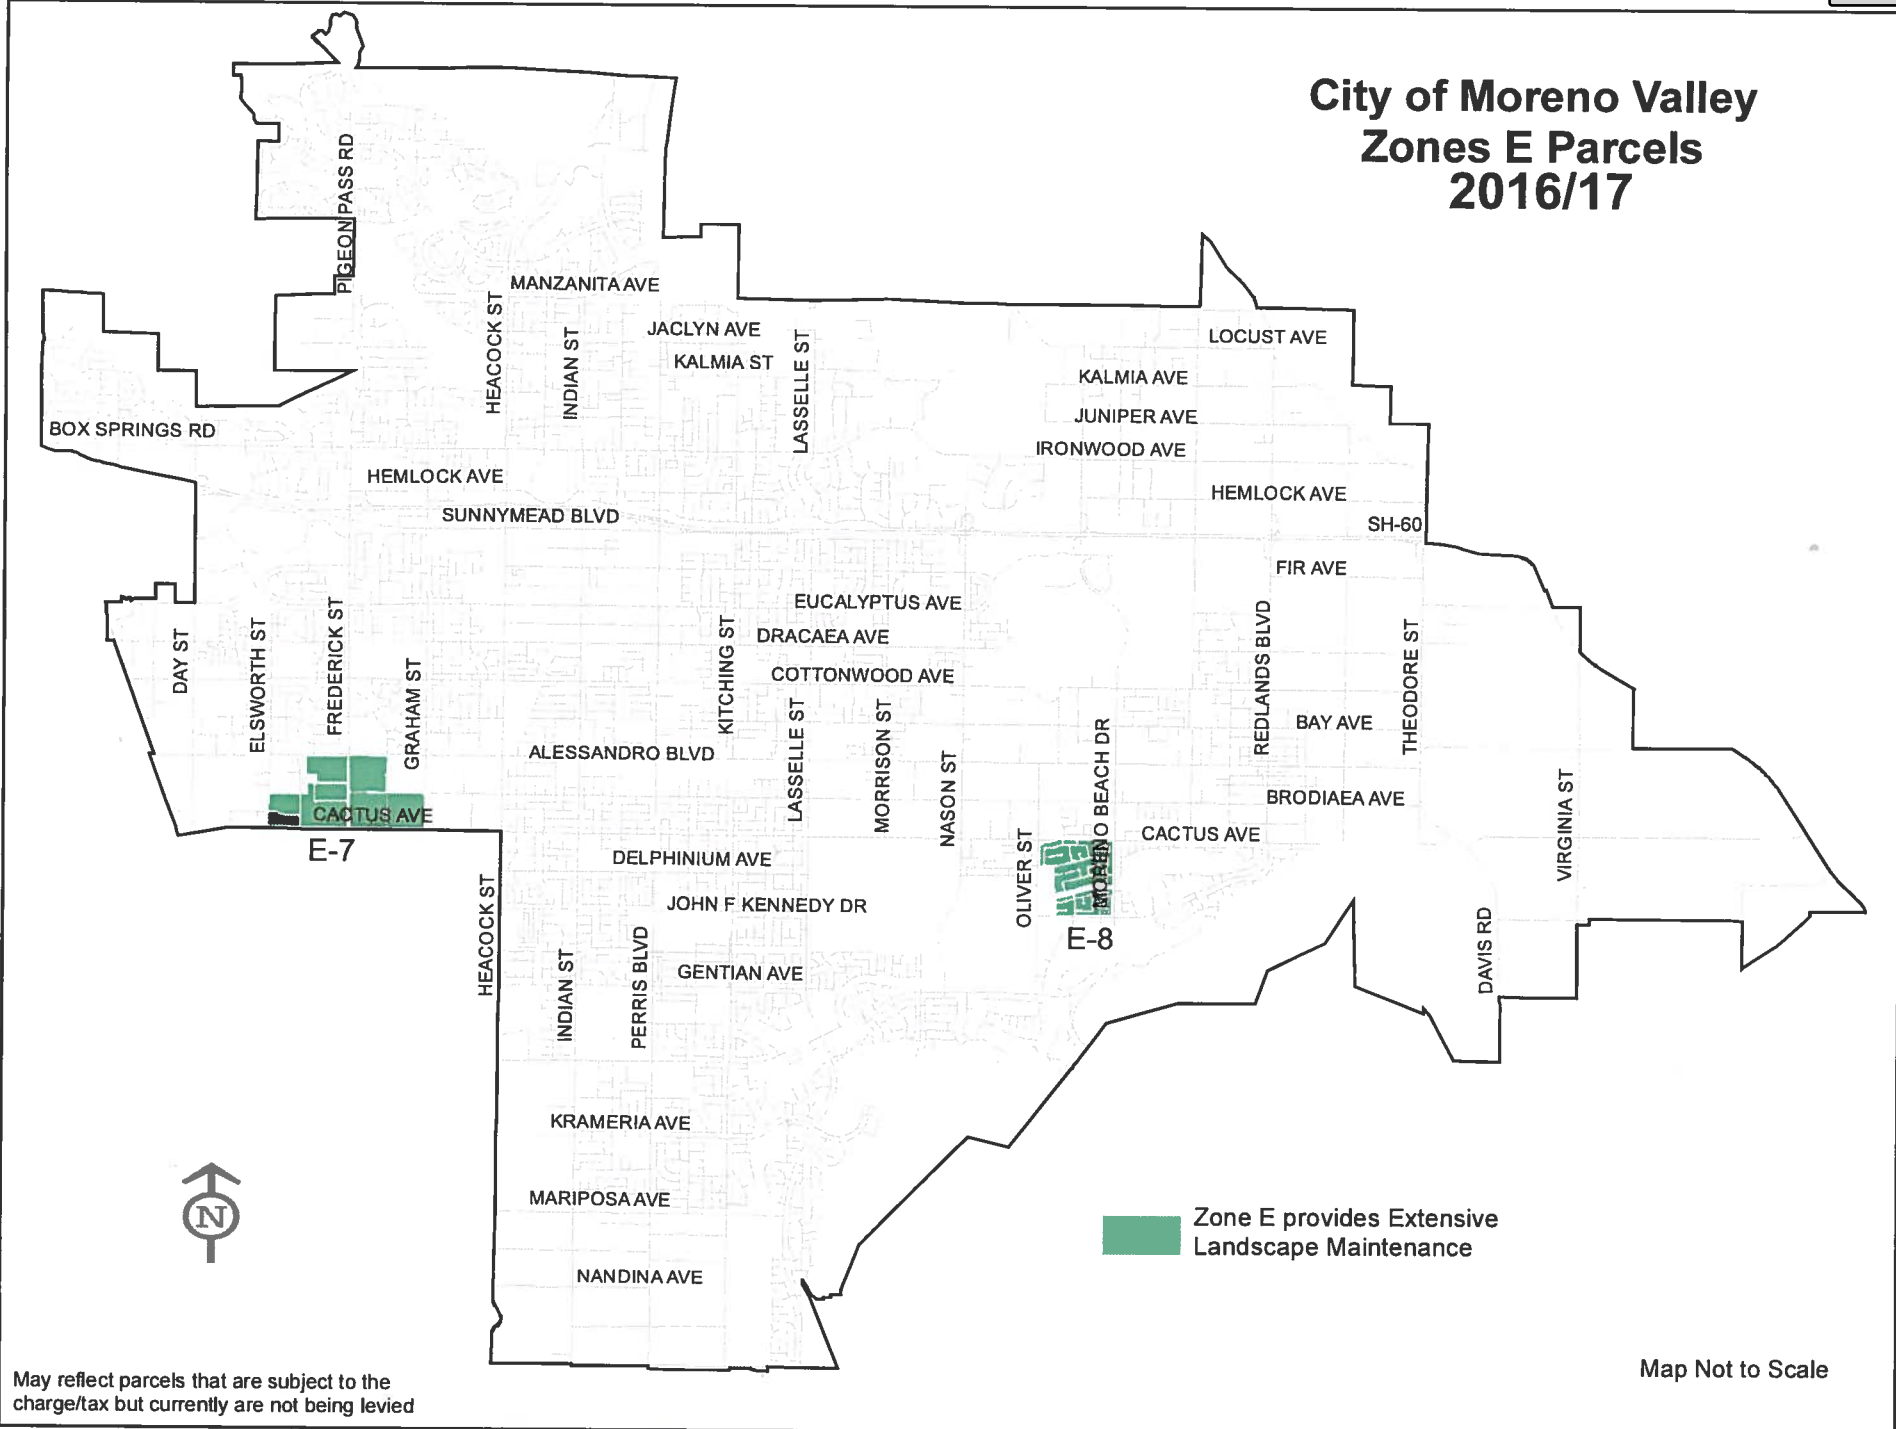 City of Moreno Valley
Zones E Parcels
2016/17
PIGEON PASS RD
MANZANITA AVE
HEACOCK ST
INDIAN ST
JACLYN AVE
KALMIA ST
LASSELLE ST
LOCUST AVE
KALMIA AVE
JUNIPER AVE
IRONWOOD AVE
BOX SPRINGS RD
HEMLOCK AVE
HEMLOCK AVE
SUNNYMEAD BLVD
SH-60
FIR AVE
EUCALYPTUS AVE
DRACAEA AVE
COTTONWOOD AVE
DAY ST
ELSWORTH ST
FREDERICK ST
GRAHAM ST
KITCHING ST
LASSELLE ST
MORRISON ST
NASON ST
MORENO BEACH DR
REDLANDS BLVD
BAY AVE
THEODORE ST
ALESSANDRO BLVD
BRODIAEA AVE
VIRGINIA ST
CACTUS AVE
E-7
CACTUS AVE
OLIVER ST
E-8
DELPHINIUM AVE
JOHN F KENNEDY DR
HEACOCK ST
INDIAN ST
PERRIS BLVD
GENTIAN AVE
DAVIS RD
KRAMERIA AVE
MARIPOSA AVE
NANDINA AVE
N
Zone E provides Extensive
Landscape Maintenance
Map Not to Scale
May reflect parcels that are subject to the
charge/tax but currently are not being levied